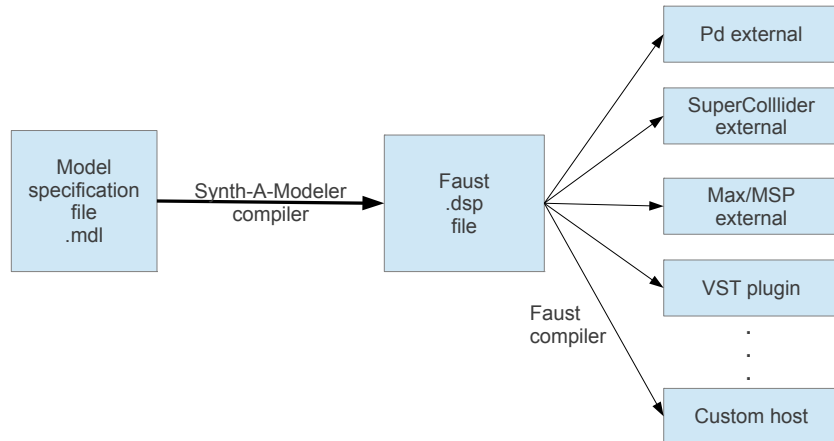 Model
specification
file
.mdl
Synth-A-Modeler
compiler
Faust
.dsp
file
Faust
compiler
Pd external
SuperColllider
external
Max/MSP
external
VST plugin
.
.
.
Custom host